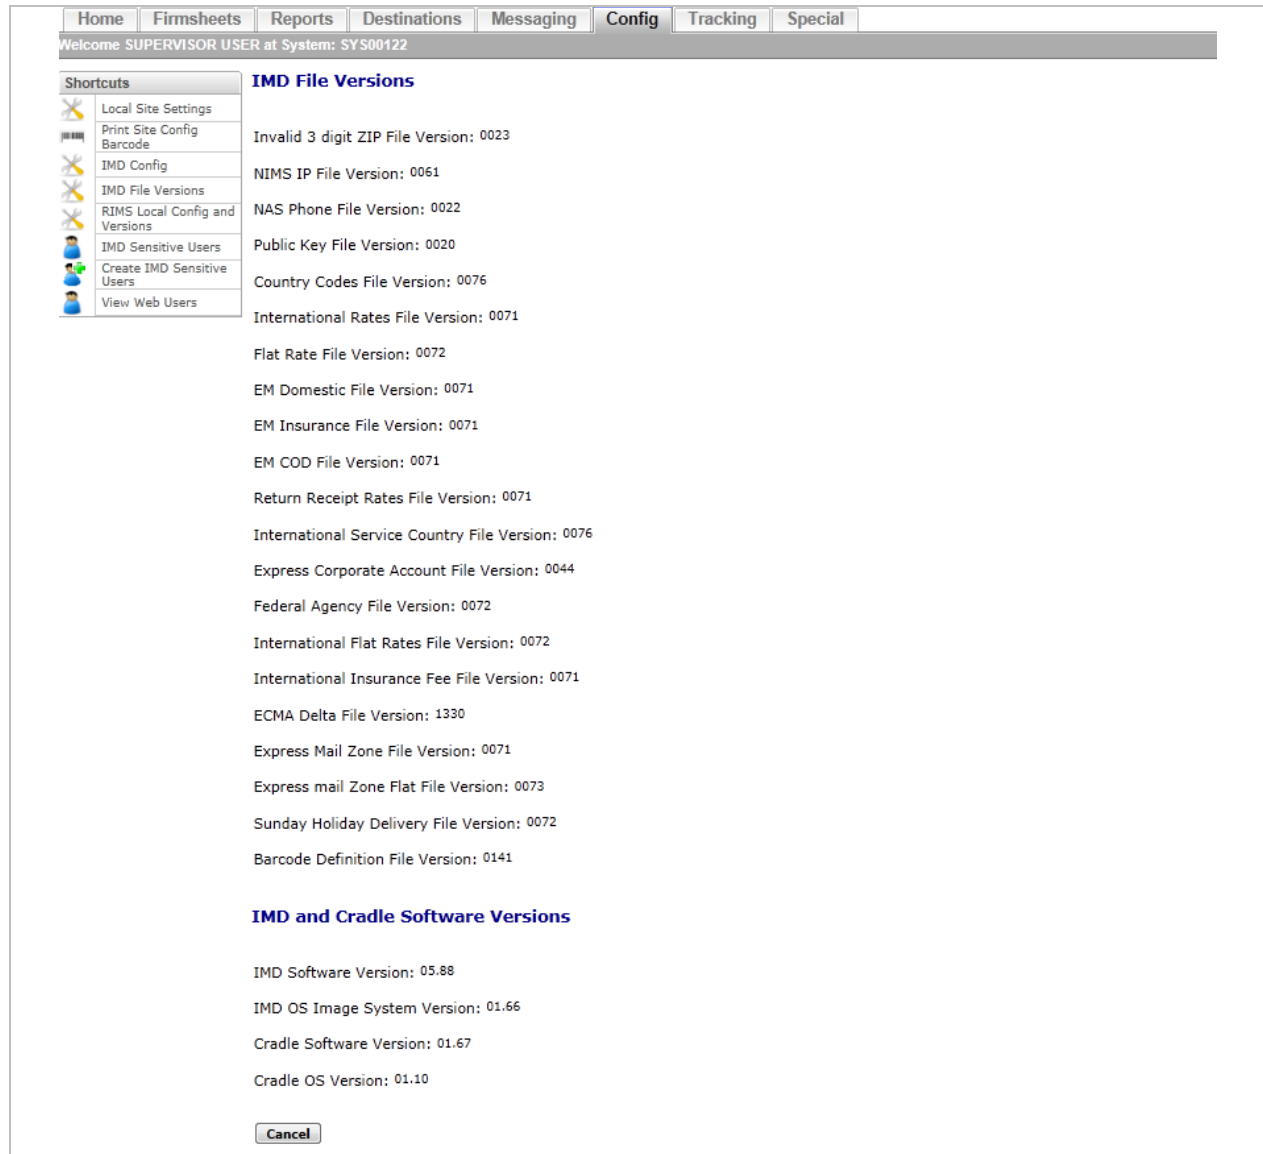 Home Firmsheets Reports Destinations Messaging Config Tracking Special
Welcome SUPERVISOR USER at System: SYS00122
Shortcuts
Local Site Settings
Print Site Config
Barcode
IMD Config
IMD File Versions
RIMS Local Config and
Versions
IMD Sensitive Users
Create IMD Sensitive
Users
View Web Users
IMD File Versions
Invalid 3 digit ZIP File Version: 0023
NIMS IP File Version: 0061
NAS Phone File Version: 0022
Public Key File Version: 0020
Country Codes File Version: 0076
International Rates File Version: 0071
Flat Rate File Version: 0072
EM Domestic File Version: 0071
EM Insurance File Version: 0071
EM COD File Version: 0071
Return Receipt Rates File Version: 0071
International Service Country File Version: 0076
Express Corporate Account File Version: 0044
Federal Agency File Version: 0072
International Flat Rates File Version: 0072
International Insurance Fee File Version: 0071
ECMA Delta File Version: 1330
Express Mail Zone File Version: 0071
Express mail Zone Flat File Version: 0073
Sunday Holiday Delivery File Version: 0072
Barcode Definition File Version: 0141
IMD and Cradle Software Versions
IMD Software Version: 05.88
IMD OS Image System Version: 01.66
Cradle Software Version: 01.67
Cradle OS Version: 01.10
Cancel